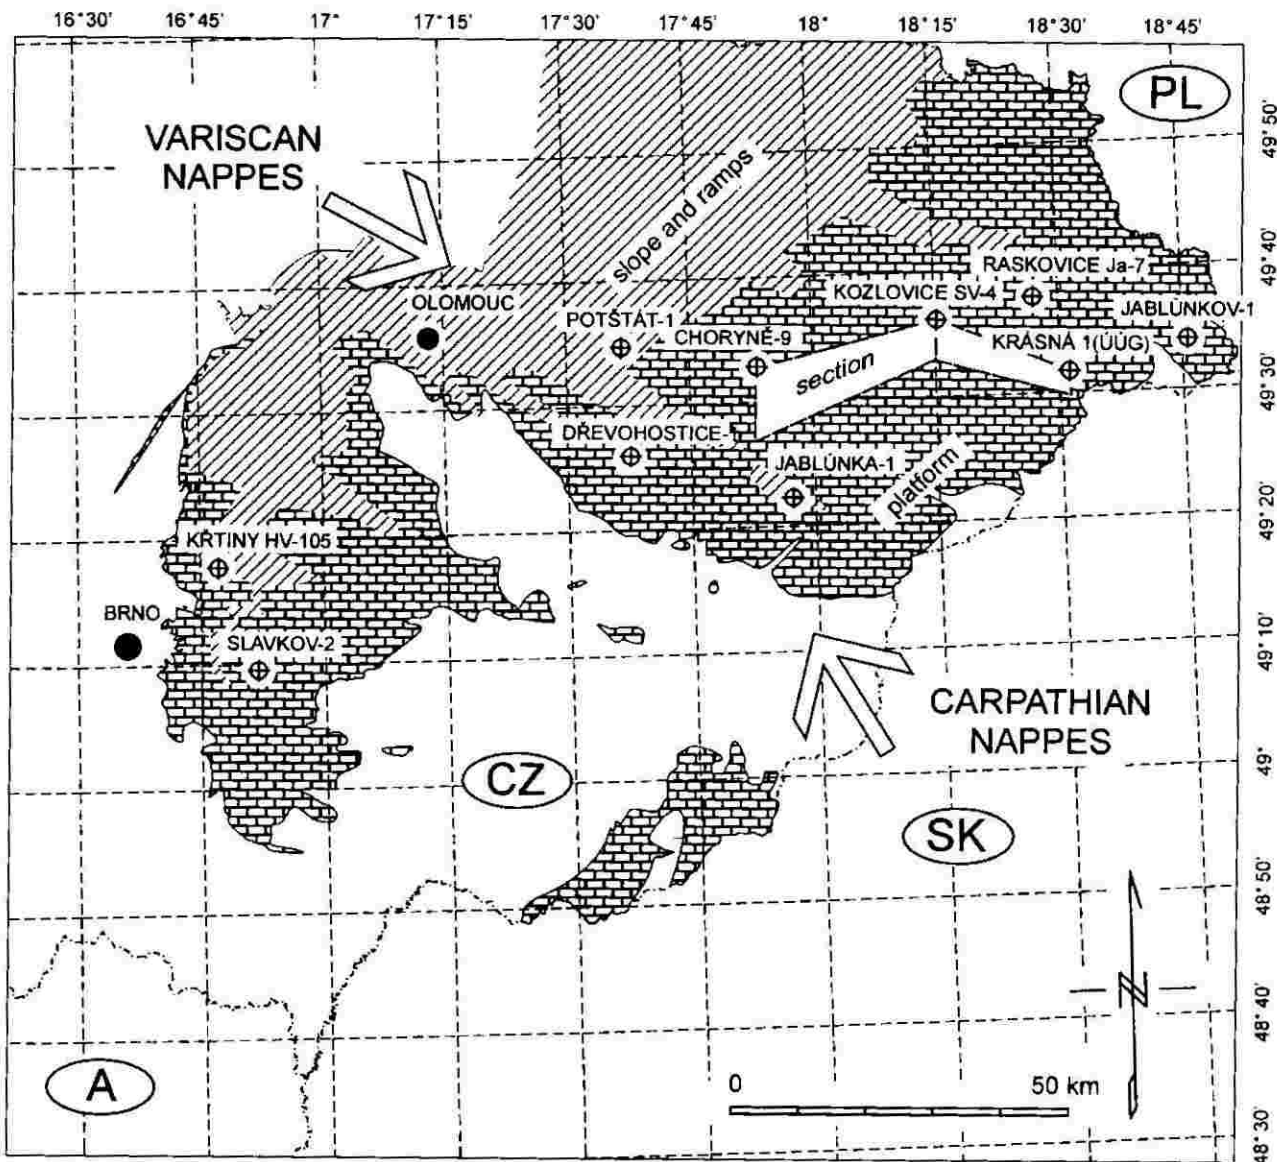 16°30' 16°45' 17° 17°15' 17°30' 17°45' 18° 18°15' 18°30' 18°45'
PL
49°50'
VARISCAN
NAPPES
slope and ramps
49°40'
RASKOVICE Ja-7
KOZLOVICE SV-4
OLOMOUC
JABLŮNKOV-1
POTŠTÁT-1
CHORYNĚ-9
KRÁSNÁ 1(ÚÚG)
section
49°30'
DŘEVOHOSTICE-
JABLŮNKA-1
platform
49°20'
KŘTINY HV-105
BRNO
SLAVKOV-2
49°10'
CARPATHIAN
NAPPES
49°
CZ
SK
48°50'
N
48°40'
A
0 50 km
48°30'